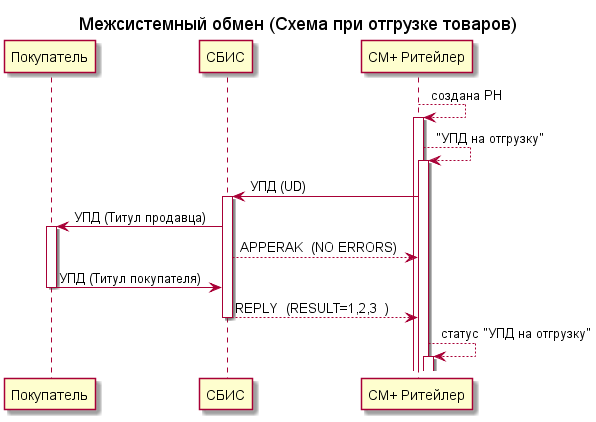 Межсистемный обмен (Схема при отгрузке товаров)
Покупатель
СБИС
СМ+ Ритейлер
создана РН
"УПД на отгрузку"
УПД (UD)
УПД (Титул продавца)
APPERAK (NO ERRORS)
УПД (Титул покупателя)
REPLY (RESULT=1,2,3 )
статус "УПД на отгрузку"
Покупатель
СБИС
СМ+ Ритейлер